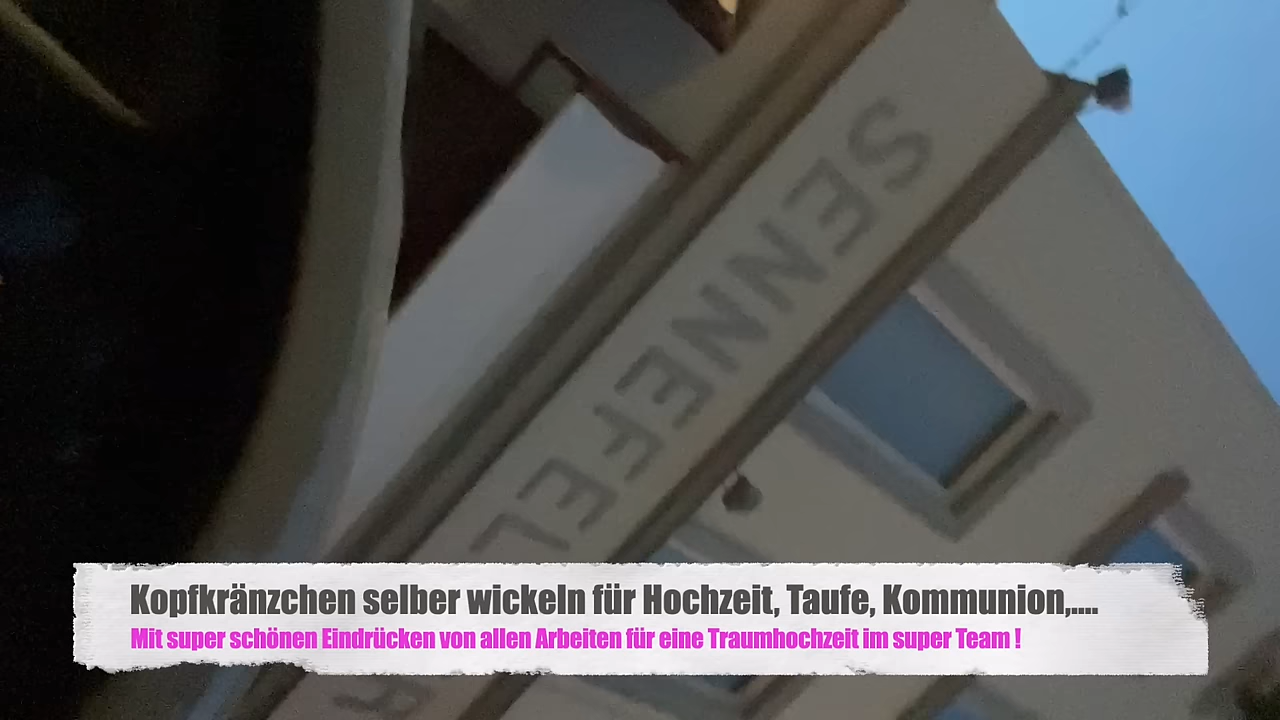 SENNEFEL
Kopfkränzchen selber wickeln für Hochzeit, Taufe, Kommunion,....
Mit super schönen Eindrücken von allen Arbeiten für eine Traumhochzeit im super Team !